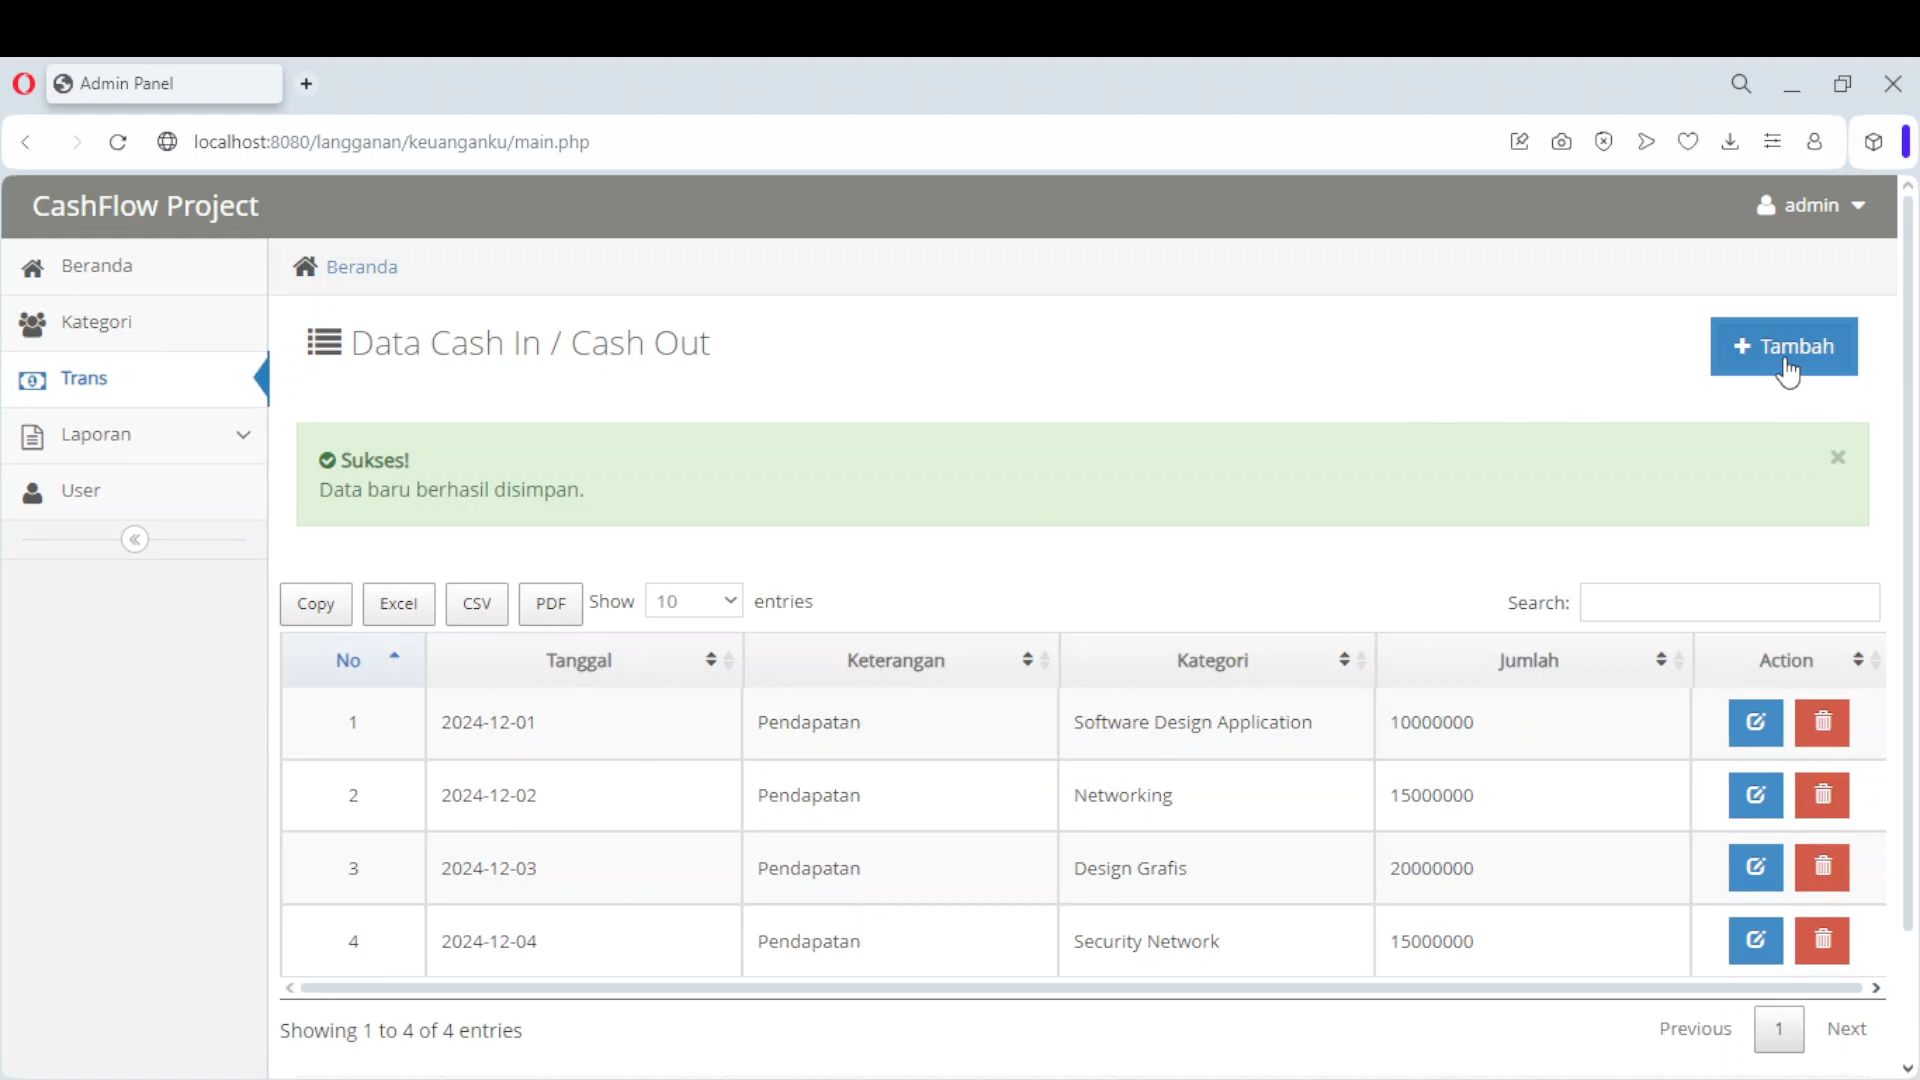 Admin Panel
localhost:8080/langganan/keuanganku/main.php
CashFlow Project
admin
Beranda
Kategori
Trans
Laporan
User
Beranda
Data Cash In / Cash Out
Tambah
Sukses!
Data baru berhasil disimpan.
Copy Excel CSV PDF Show 10 entries Search:
No Tanggal Keterangan Kategori Jumlah Action
1 2024-12-01 Pendapatan Software Design Application 10000000
2 2024-12-02 Pendapatan Networking 15000000
3 2024-12-03 Pendapatan Design Grafis 20000000
4 2024-12-04 Pendapatan Security Network 15000000
Showing 1 to 4 of 4 entries
Previous 1 Next